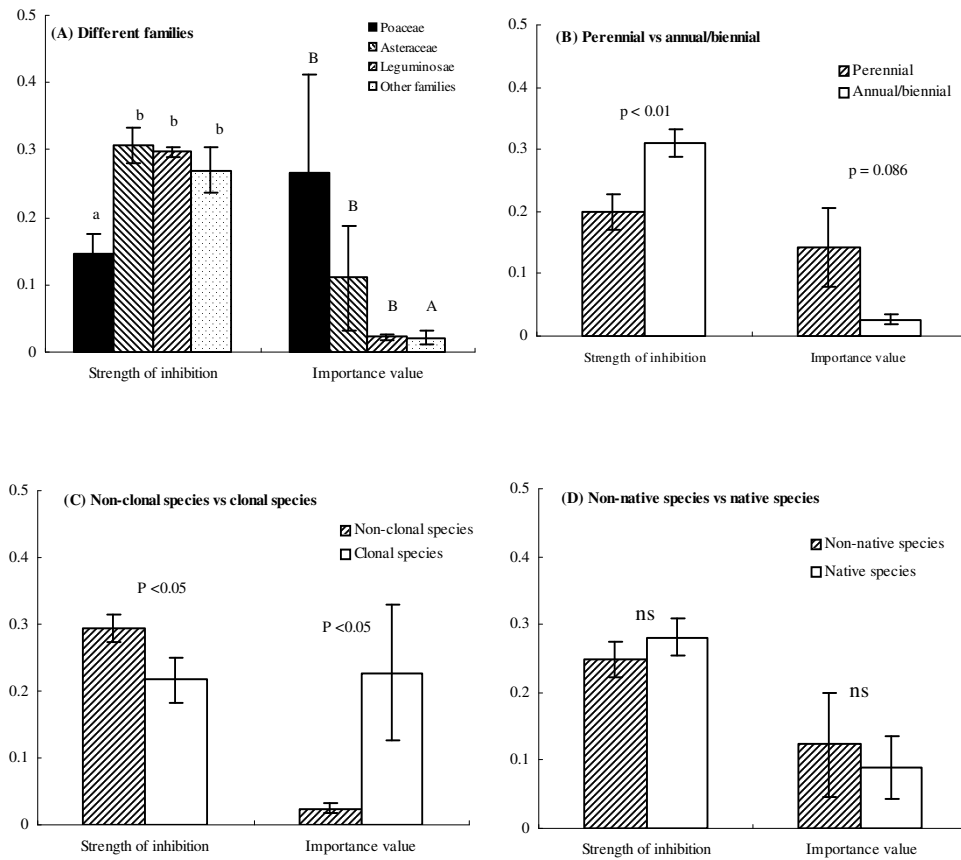 (A) Different families
Poaceae
Asteraceae
Leguminosae
Other families
0.5
0.4
0.3
0.2
0.1
0
a
b
b
b
B
B
B
A
Strength of inhibition
Importance value
(B) Perennial vs annual/biennial
Perennial
Annual/biennial
0.5
0.4
0.3
0.2
0.1
0
p < 0.01
p = 0.086
Strength of inhibition
Importance value
(C) Non-clonal species vs clonal species
Non-clonal species
Clonal species
0.5
0.4
0.3
0.2
0.1
0
P <0.05
P <0.05
Strength of inhibition
Importance value
(D) Non-native species vs native species
Non-native species
Native species
0.5
0.4
0.3
0.2
0.1
0
ns
ns
Strength of inhibition
Importance value